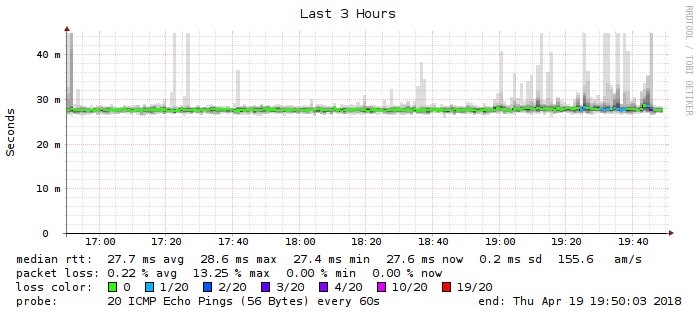 Last 3 Hours
RRDTOOL / TOBI OETIKER
Seconds
40 m
30 m
20 m
10 m
0
17:00 17:20 17:40 18:00 18:20 18:40 19:00 19:20 19:40
median rtt: 27.7 ms avg 28.6 ms max 27.4 ms min 27.6 ms now 0.2 ms sd 155.6 am/s
packet loss: 0.22 % avg 13.25 % max 0.00 % min 0.00 % now
loss color: 0 1/20 2/20 3/20 4/20 10/20 19/20
probe: 20 ICMP Echo Pings (56 Bytes) every 60s end: Thu Apr 19 19:50:03 2018